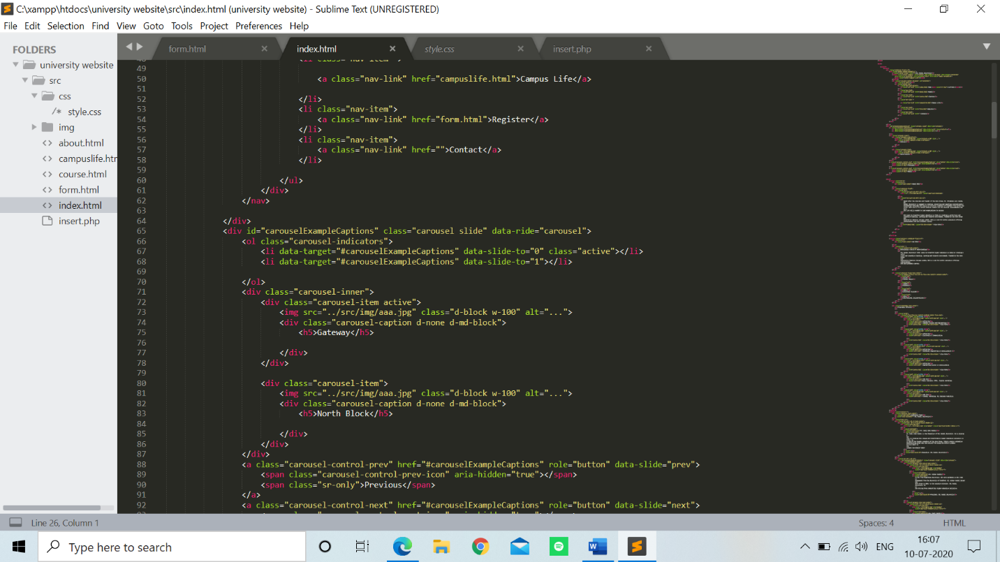 C:\xampp\htdocs\university website\src\index.html (university website) - Sublime Text (UNREGISTERED)
File Edit Selection Find View Goto Tools Project Preferences Help
FOLDERS
university website
src
css
/* style.css
img
<> about.html
<> campuslife.htm
<> course.html
<> form.html
<> index.html
insert.php
form.html × index.html × style.css × insert.php ×
49
50 <a class="nav-link" href="campuslife.html">Campus Life</a>
51
52 </li>
53 <li class="nav-item">
54 <a class="nav-link" href="form.html">Register</a>
55 </li>
56 <li class="nav-item">
57 <a class="nav-link" href="">Contact</a>
58 </li>
59
60 </ul>
61 </div>
62 </nav>
63
64 </div>
65 <div id="carouselExampleCaptions" class="carousel slide" data-ride="carousel">
66 <ol class="carousel-indicators">
67 <li data-target="#carouselExampleCaptions" data-slide-to="0" class="active"></li>
68 <li data-target="#carouselExampleCaptions" data-slide-to="1"></li>
69
70 </ol>
71 <div class="carousel-inner">
72 <div class="carousel-item active">
73 <img src="../src/img/aaa.jpg" class="d-block w-100" alt="...">
74 <div class="carousel-caption d-none d-md-block">
75 <h5>Gateway</h5>
76
77 </div>
78 </div>
79
80 <div class="carousel-item">
81 <img src="../src/img/aaa.jpg" class="d-block w-100" alt="...">
82 <div class="carousel-caption d-none d-md-block">
83 <h5>North Block</h5>
84
85 </div>
86 </div>
87 </div>
88 <a class="carousel-control-prev" href="#carouselExampleCaptions" role="button" data-slide="prev">
89 <span class="carousel-control-prev-icon" aria-hidden="true"></span>
90 <span class="sr-only">Previous</span>
91 </a>
92 <a class="carousel-control-next" href="#carouselExampleCaptions" role="button" data-slide="next">
Line 26, Column 1 Spaces: 4 HTML
Type here to search
ENG
16:07
10-07-2020